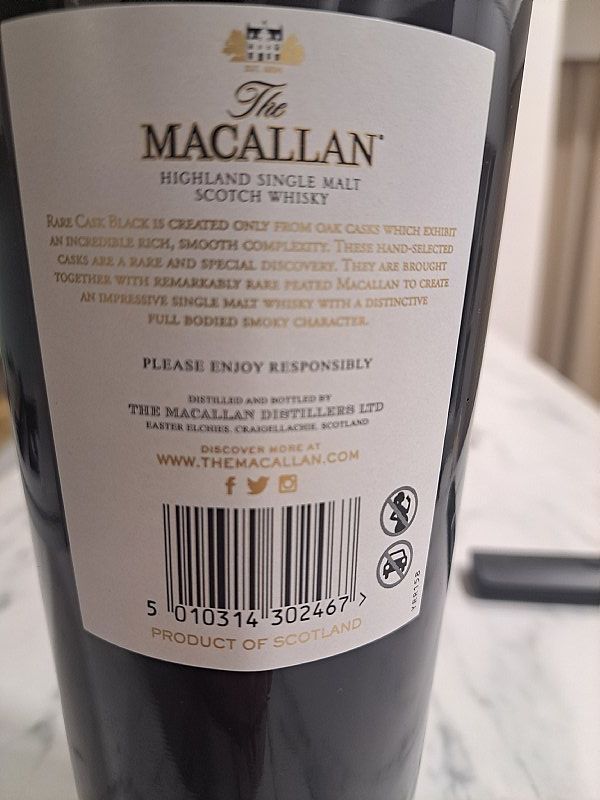 EST. 1824
The
MACALLAN
HIGHLAND SINGLE MALT
SCOTCH WHISKY
RARE CASK BLACK IS CREATED ONLY FROM OAK CASKS WHICH EXHIBIT
AN INCREDIBLE RICH, SMOOTH COMPLEXITY. THESE HAND-SELECTED
CASKS ARE A RARE AND SPECIAL DISCOVERY. THEY ARE BROUGHT
TOGETHER WITH REMARKABLY RARE PEATED MACALLAN TO CREATE
AN IMPRESSIVE SINGLE MALT WHISKY WITH A DISTINCTIVE
FULL BODIED SMOKY CHARACTER.
PLEASE ENJOY RESPONSIBLY
DISTILLED AND BOTTLED BY
THE MACALLAN DISTILLERS LTD
EASTER ELCHIES, CRAIGELLACHIE, SCOTLAND
DISCOVER MORE AT
WWW.THEMACALLAN.COM
5 010314 302467 >
YRR15B
PRODUCT OF SCOTLAND